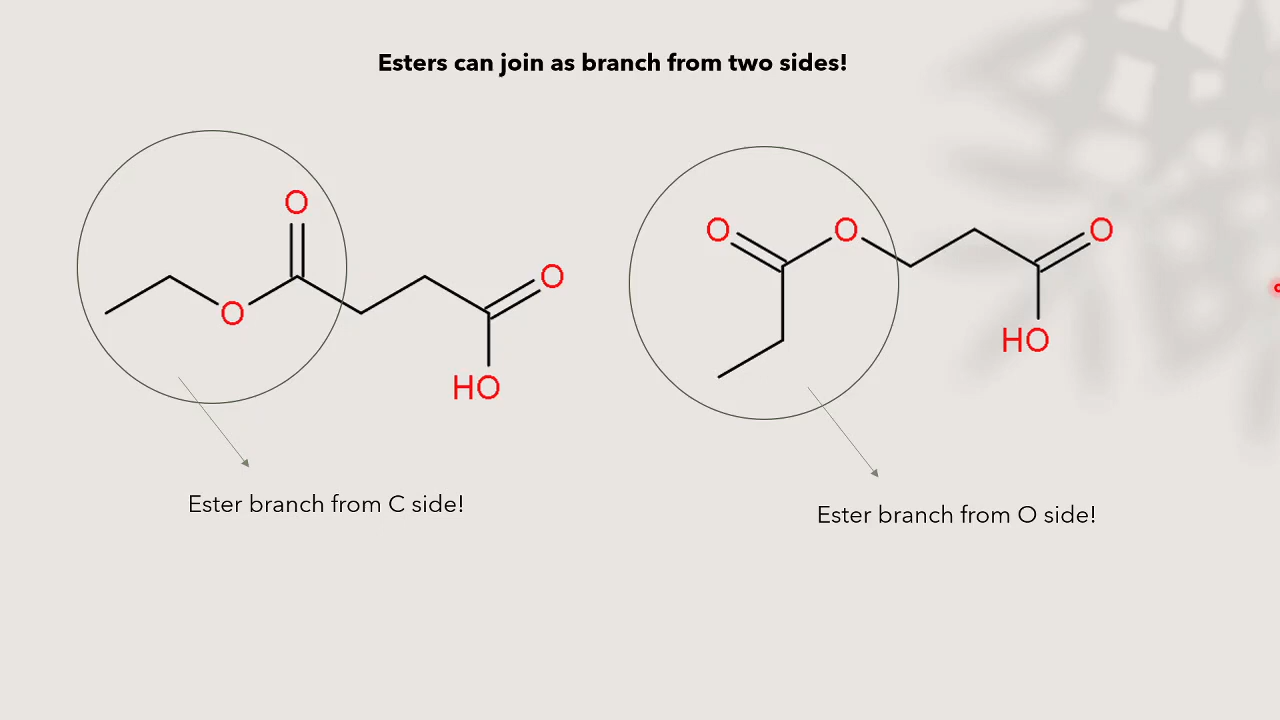 Esters can join as branch from two sides!
O
O
O
HO
O
O
O
HO
Ester branch from C side!
Ester branch from O side!